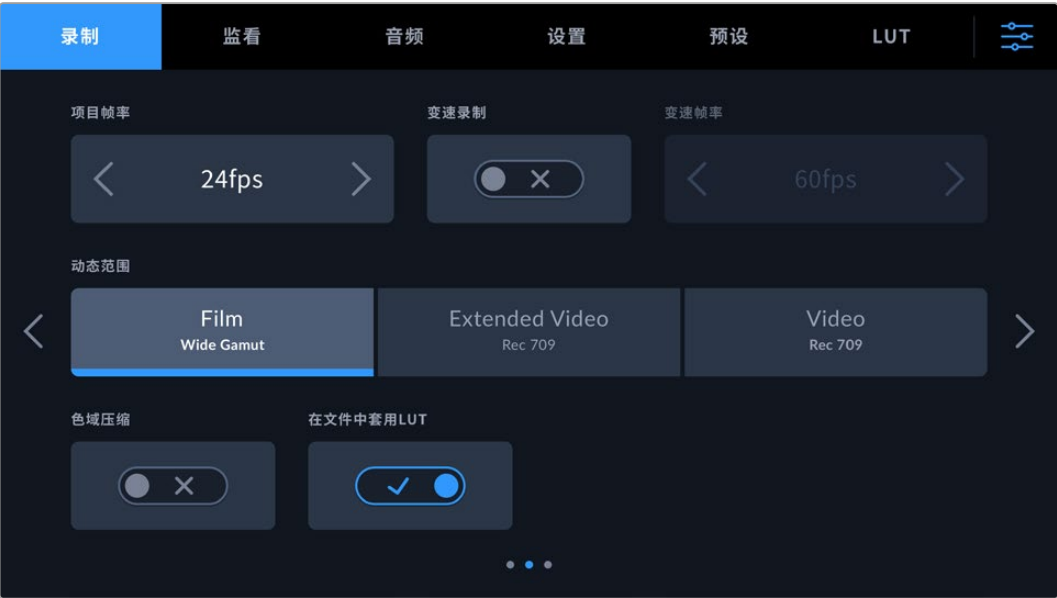 录制 监看 音频 设置 预设 LUT
项目帧率 变速录制 变速帧率
24fps 60fps
动态范围
Film Extended Video Video
Wide Gamut Rec 709 Rec 709
色域压缩 在文件中套用LUT